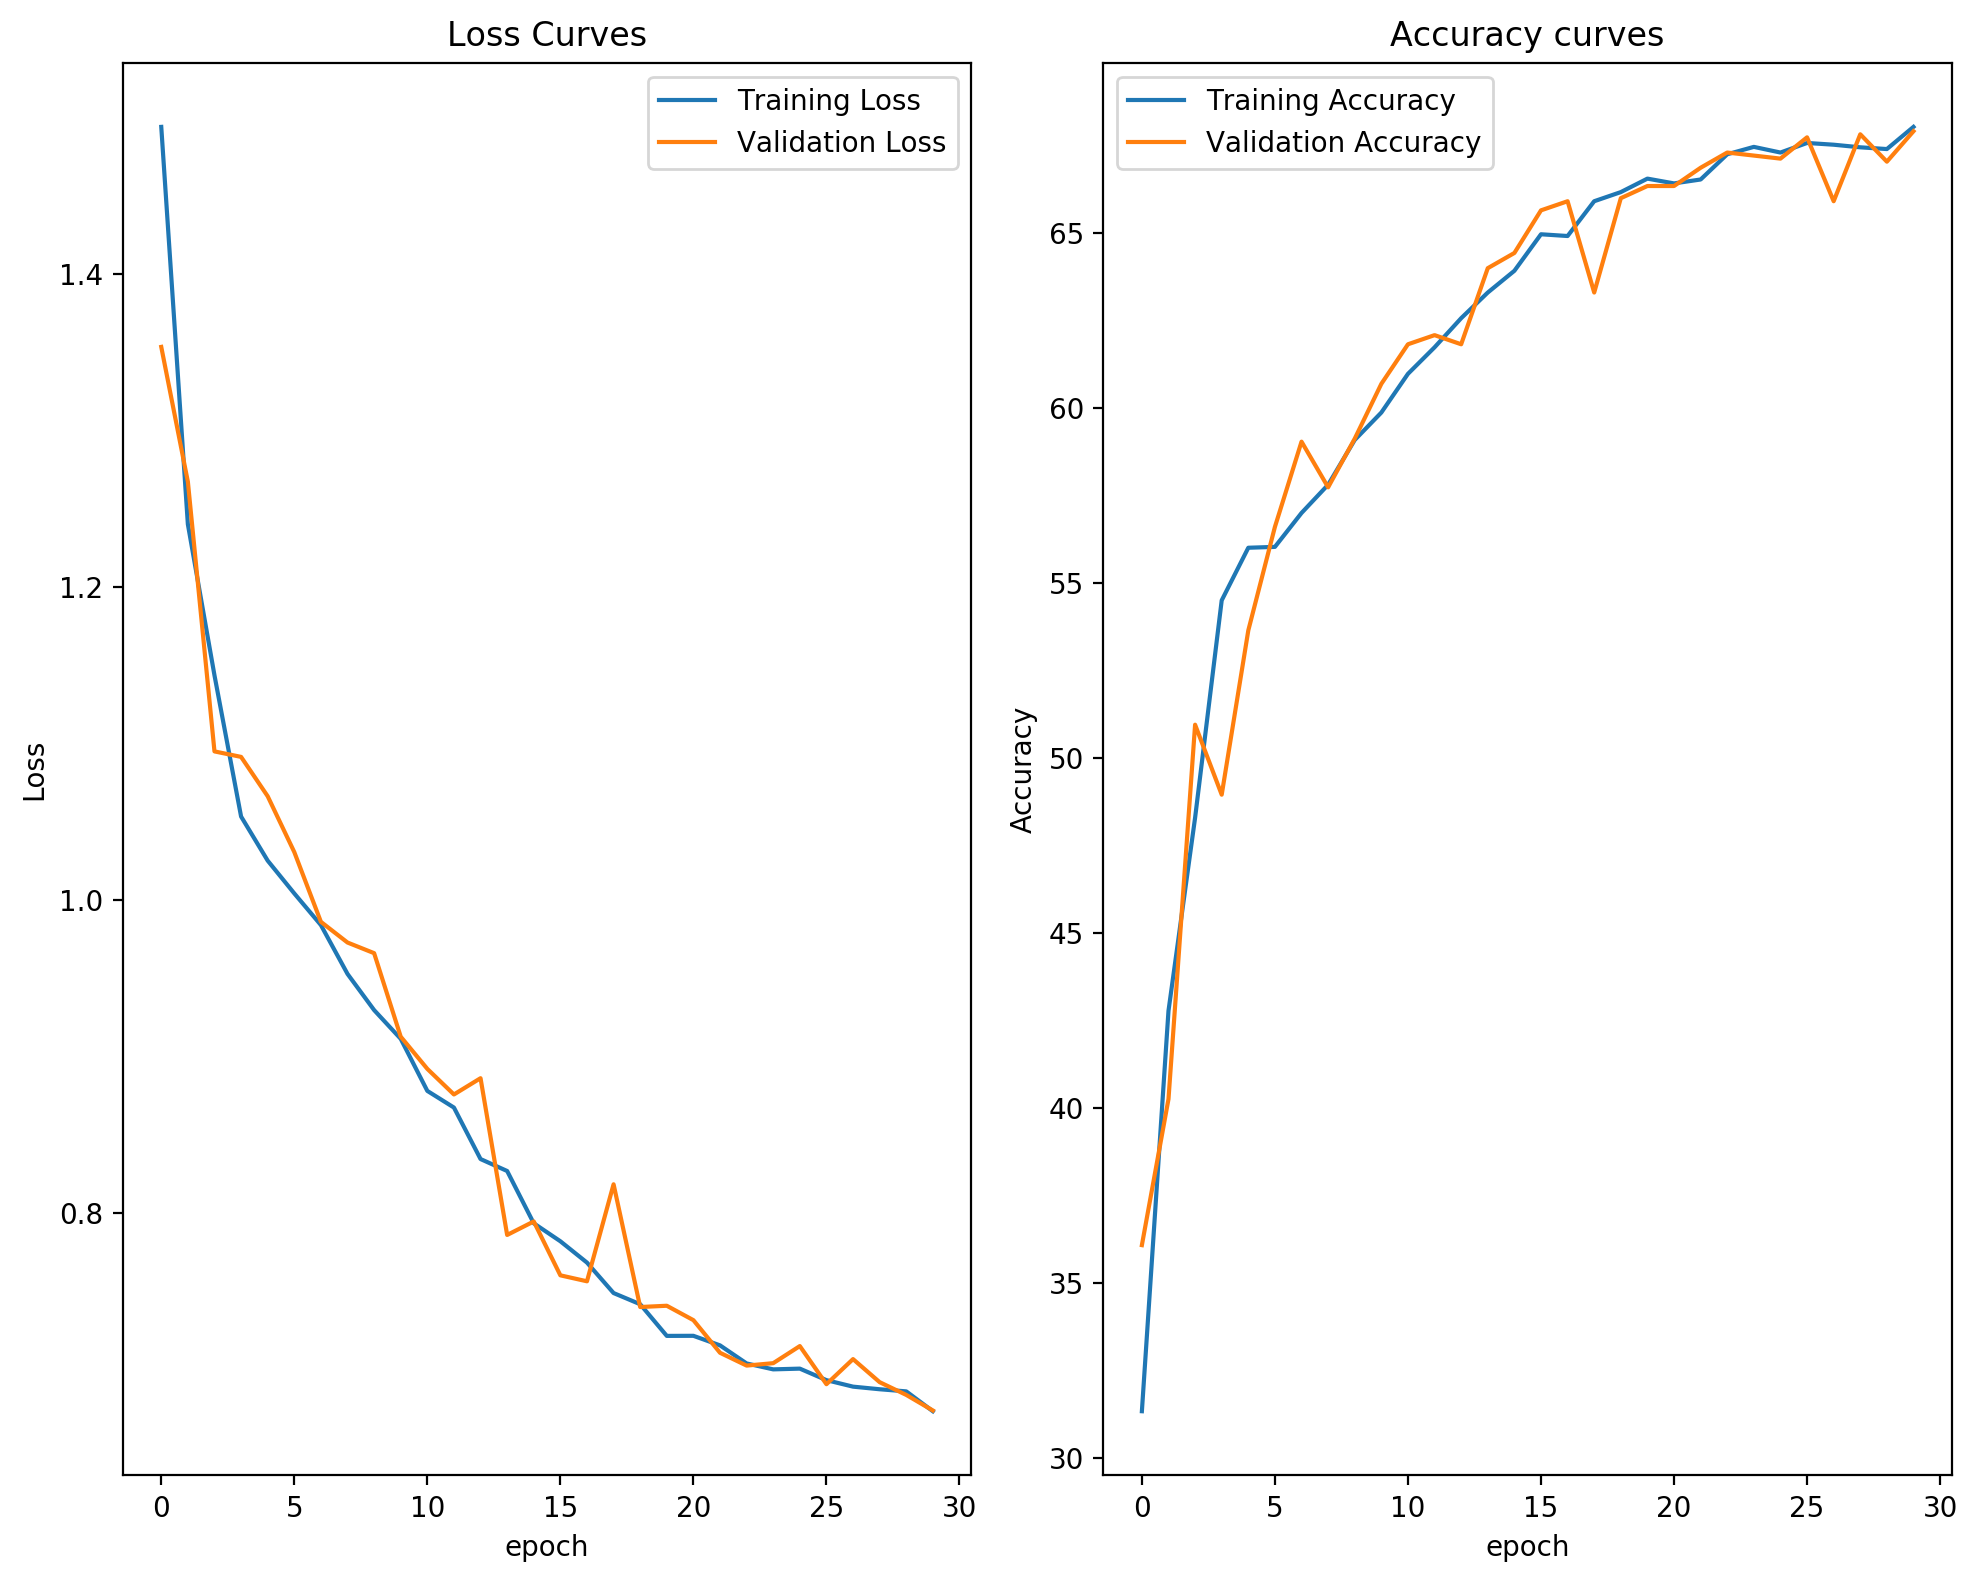 Loss Curves
Training Loss
Validation Loss
1.4
1.2
1.0
0.8
Loss
0 5 10 15 20 25 30
epoch
Accuracy curves
Training Accuracy
Validation Accuracy
65
60
55
50
45
40
35
30
Accuracy
0 5 10 15 20 25 30
epoch